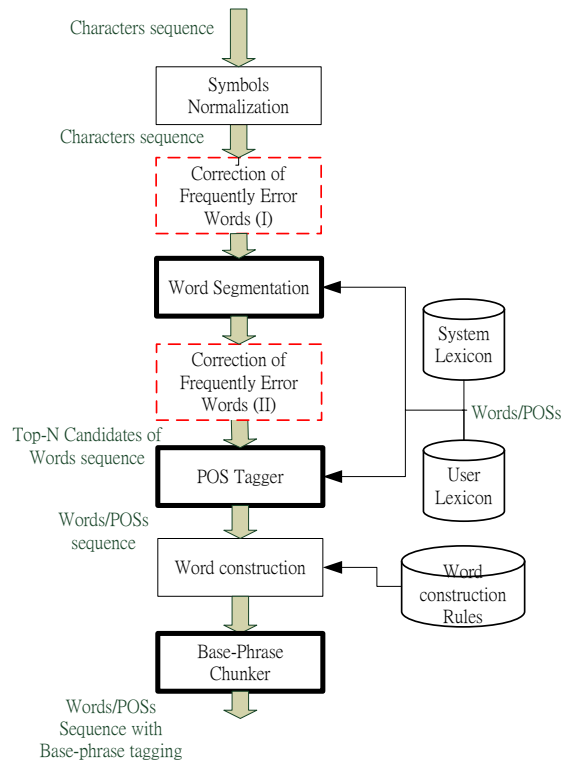 Characters sequence
Symbols
Normalization
Characters sequence
Correction of
Frequently Error
Words (I)
Word Segmentation
System
Lexicon
Correction of
Frequently Error
Words (II)
Words/POSs
Top-N Candidates of
Words sequence
POS Tagger
User
Lexicon
Words/POSs
sequence
Word construction
Word
construction
Rules
Base-Phrase
Chunker
Words/POSs
Sequence with
Base-phrase tagging